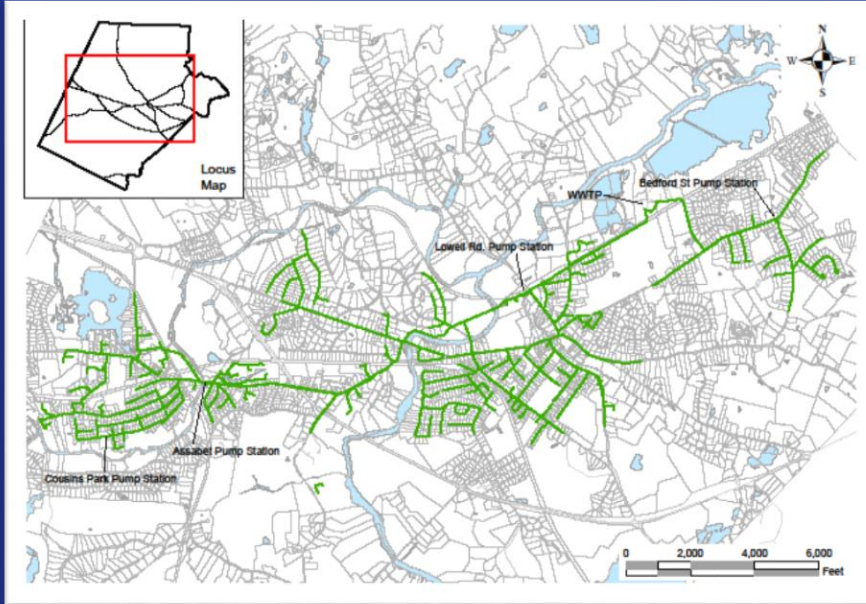 Locus
Map
N
W
E
S
Bedford St Pump Station
WWTP
Lowell Rd. Pump Station
Assabet Pump Station
Cousins Park Pump Station
0 2,000 4,000 6,000
Feet